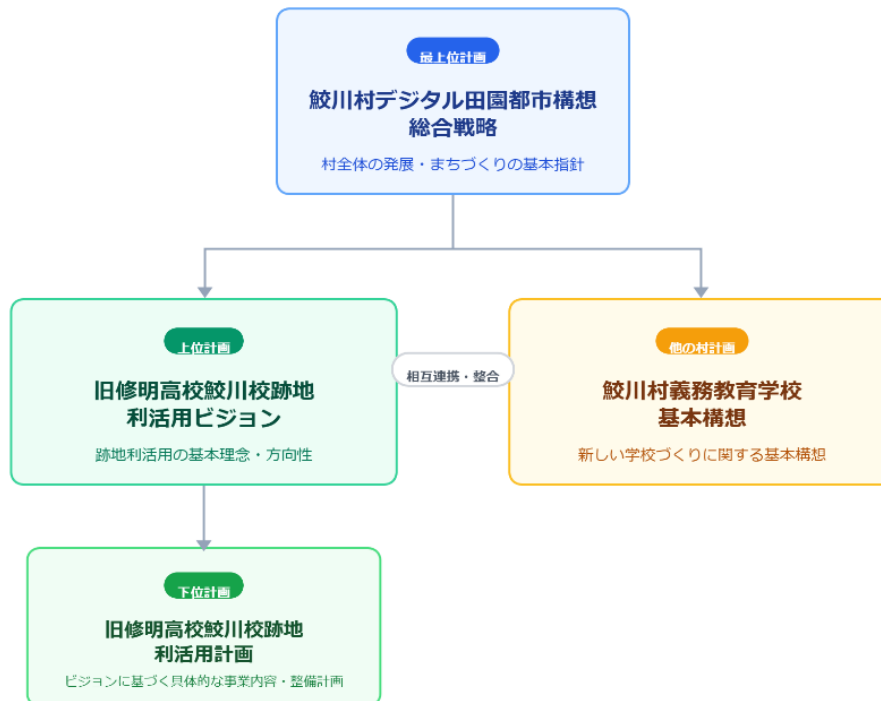 最上位計画
鮫川村デジタル田園都市構想
総合戦略
村全体の発展・まちづくりの基本指針
上位計画
旧修明高校鮫川校跡地
利活用ビジョン
跡地利活用の基本理念・方向性
相互連携・整合
他の村計画
鮫川村義務教育学校
基本構想
新しい学校づくりに関する基本構想
下位計画
旧修明高校鮫川校跡地
利活用計画
ビジョンに基づく具体的な事業内容・整備計画